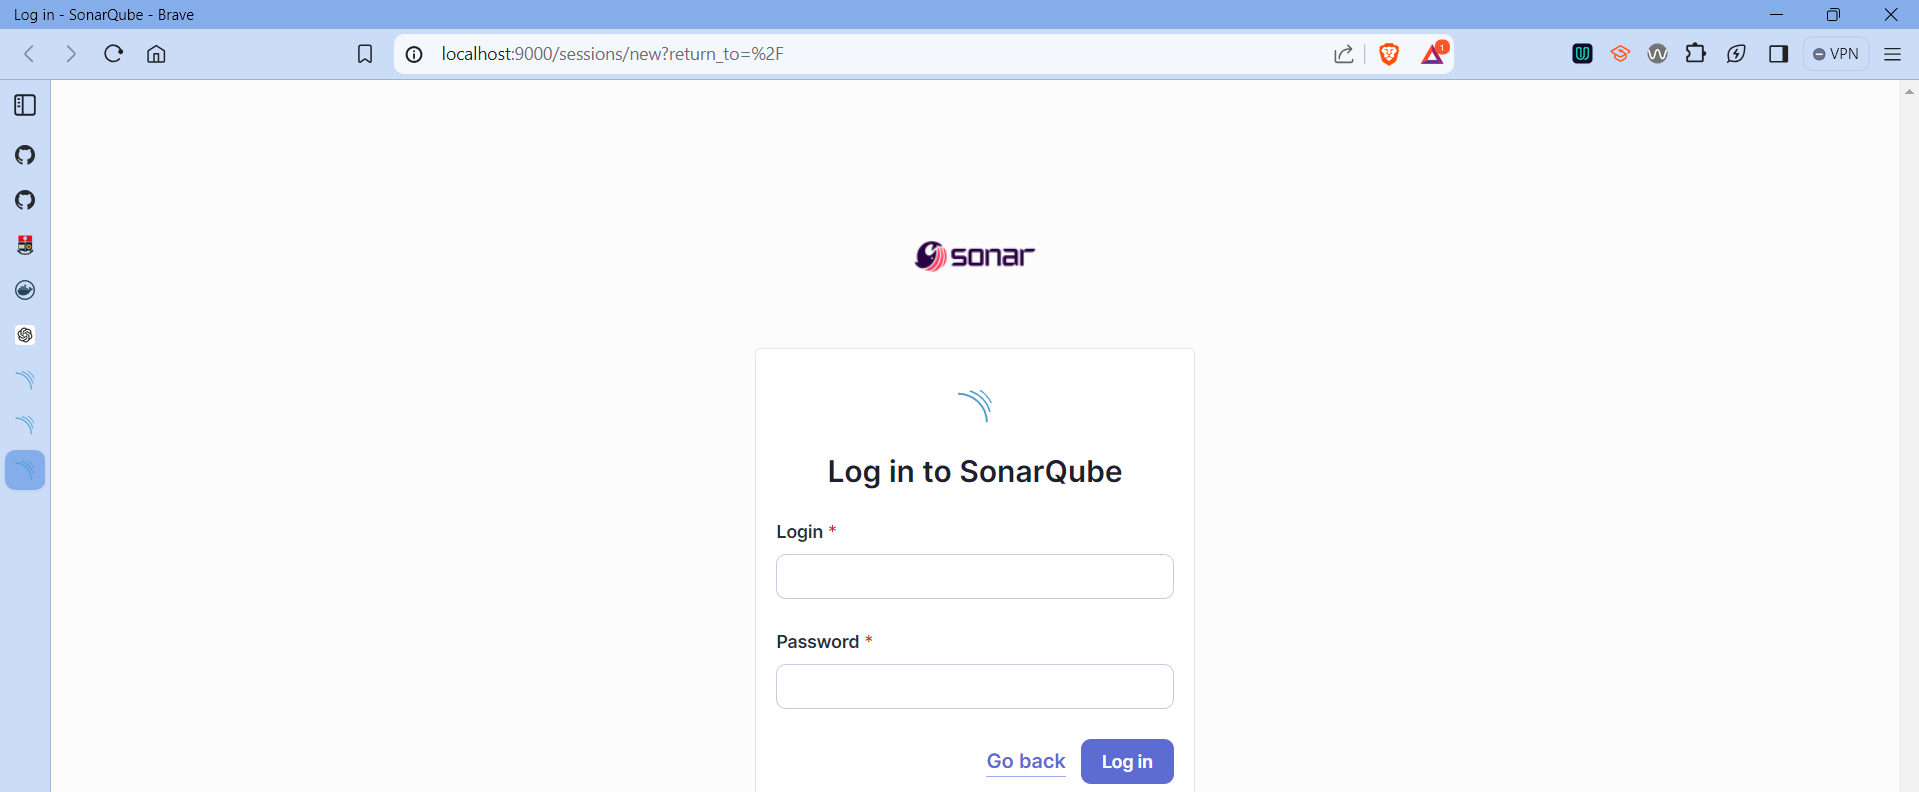 Log in - SonarQube - Brave
localhost:9000/sessions/new?return_to=%2F
1
VPN
sonar
Log in to SonarQube
Login *
Password *
Go back
Log in